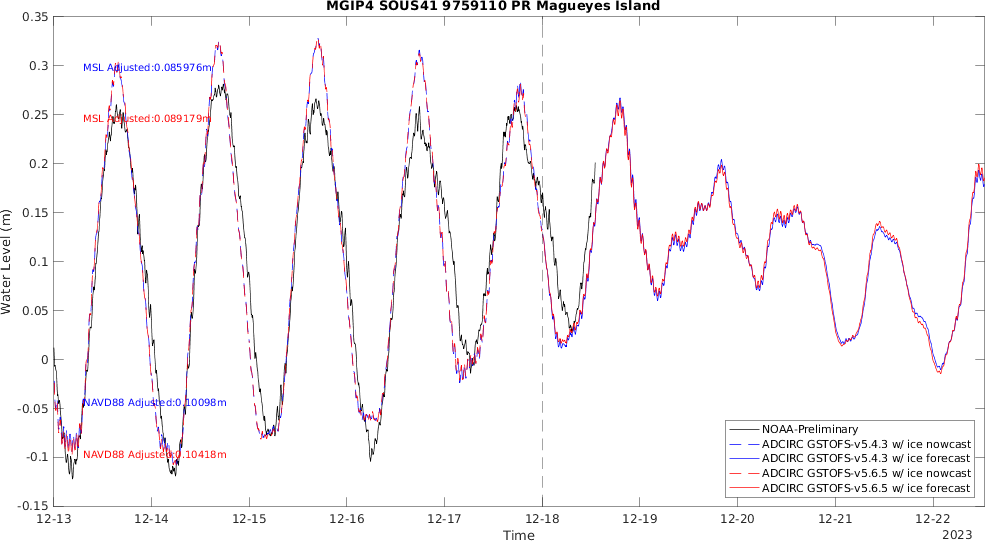 MGIP4 SOUS41 9759110 PR Magueyes Island
0.35
0.3
0.25
0.2
0.15
0.1
0.05
0
-0.05
-0.1
-0.15
Water Level (m)
MSL Adjusted:0.085976m
MSL Adjusted:0.089179m
NAVD88 Adjusted:0.10098m
NAVD88 Adjusted:0.10418m
NOAA-Preliminary
ADCIRC GSTOFS-v5.4.3 w/ ice nowcast
ADCIRC GSTOFS-v5.4.3 w/ ice forecast
ADCIRC GSTOFS-v5.6.5 w/ ice nowcast
ADCIRC GSTOFS-v5.6.5 w/ ice forecast
12-13 12-14 12-15 12-16 12-17 12-18 12-19 12-20 12-21 12-22
Time
2023